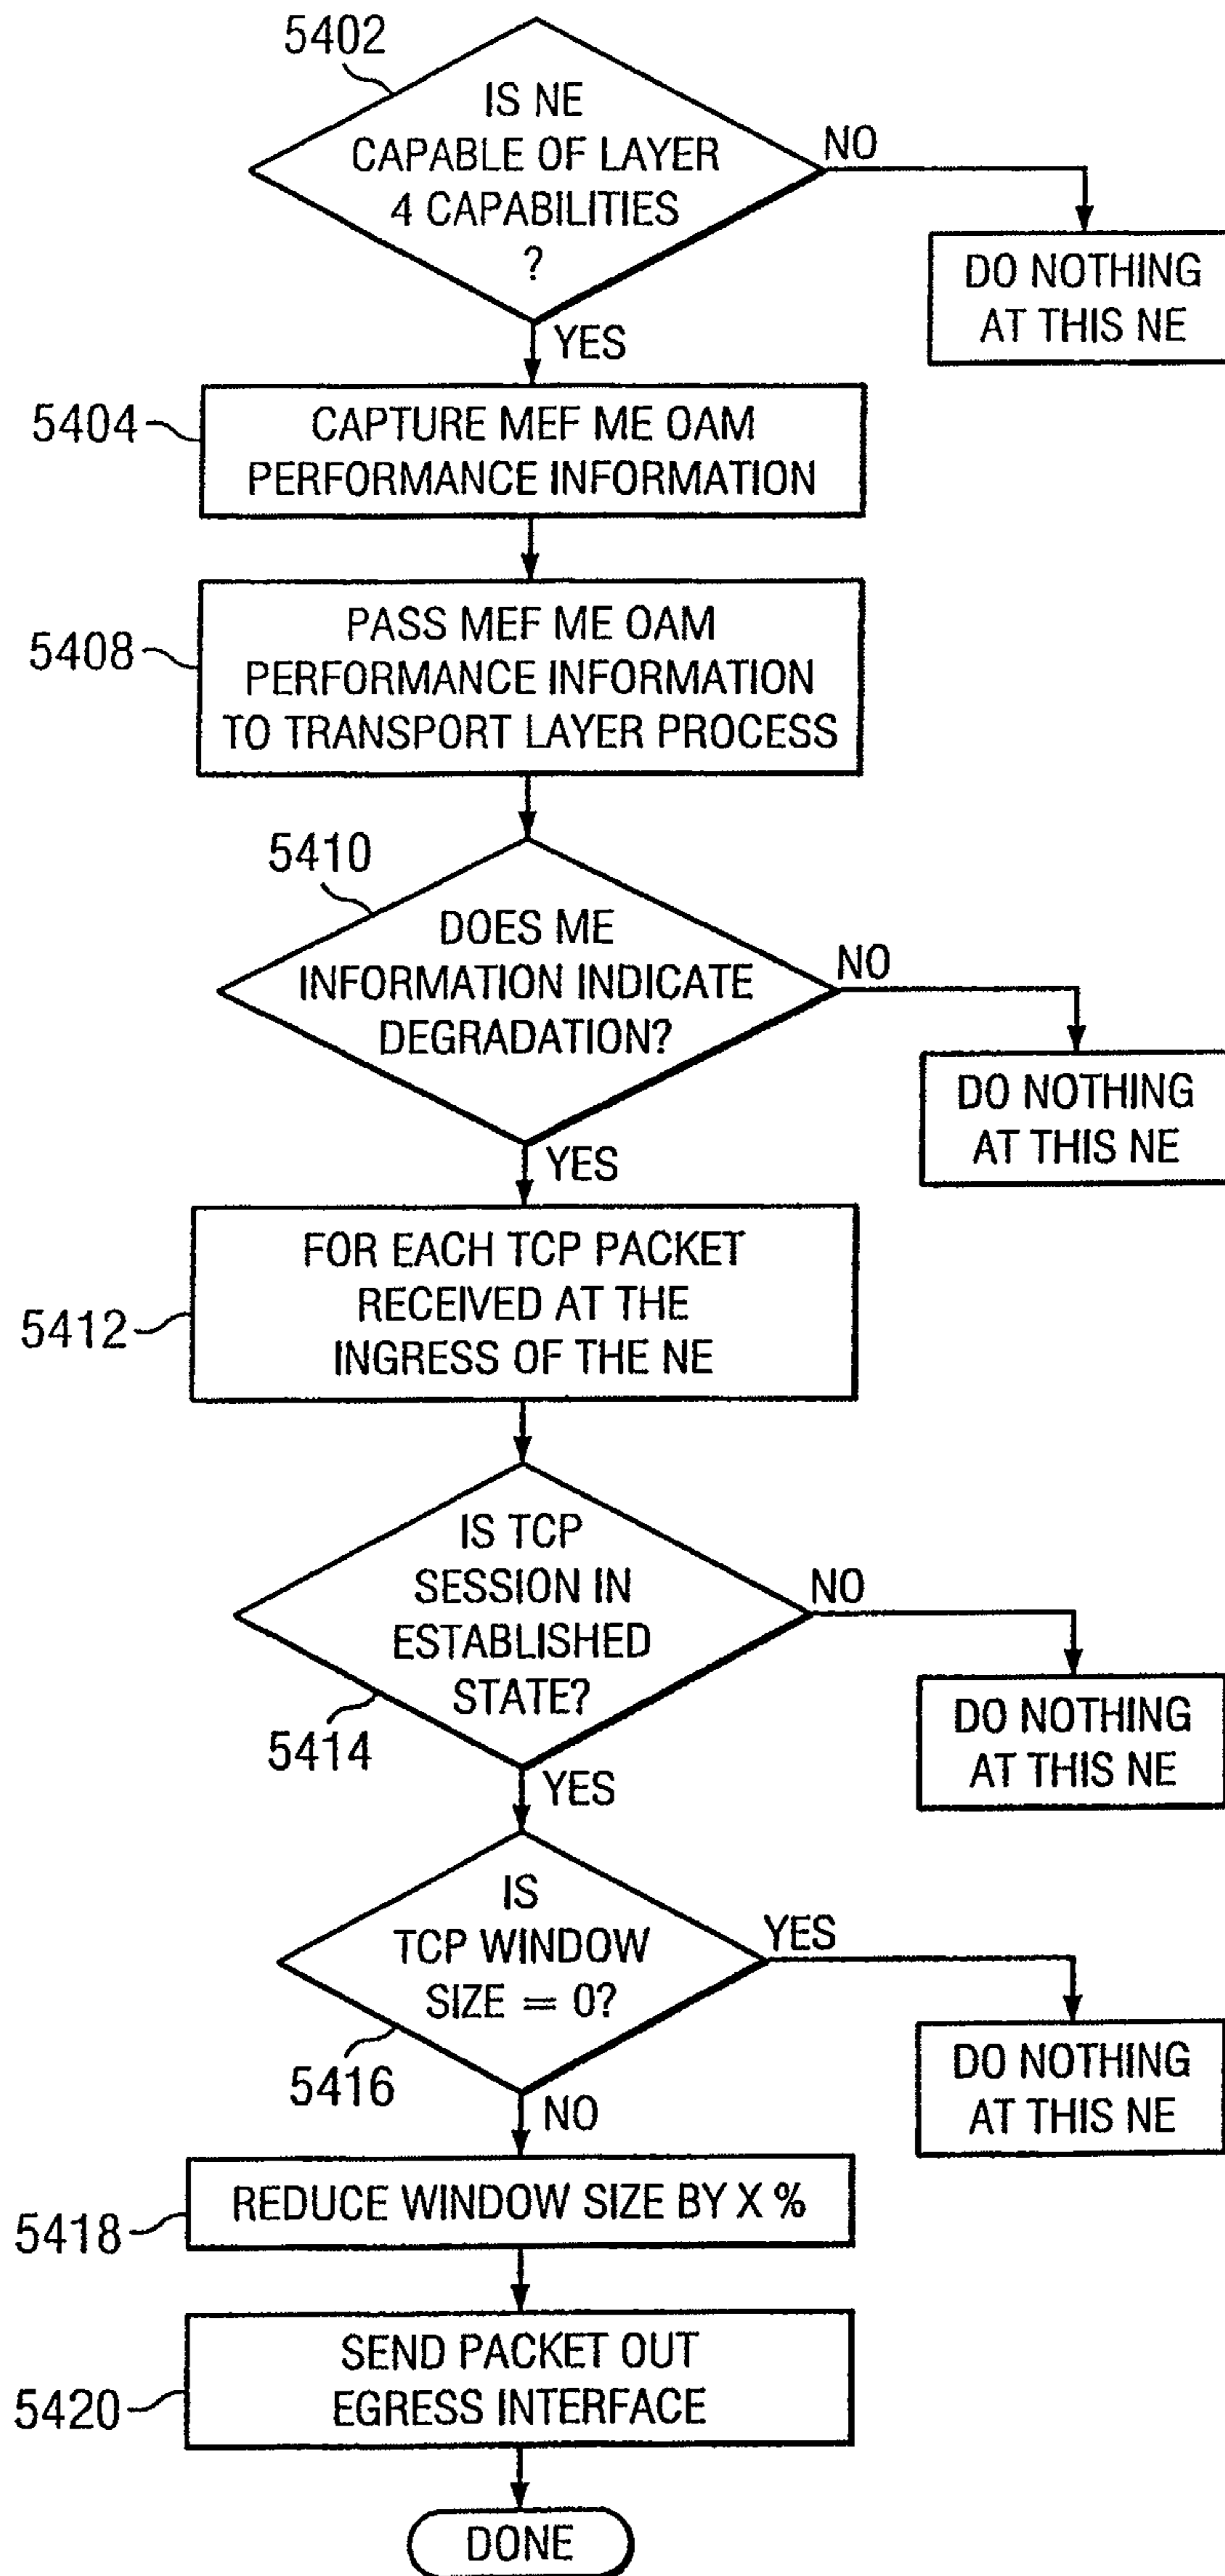 5402
IS NE
CAPABLE OF LAYER
4 CAPABILITIES
?
NO
DO NOTHING
AT THIS NE
YES
5404
CAPTURE MEF ME OAM
PERFORMANCE INFORMATION
5408
PASS MEF ME OAM
PERFORMANCE INFORMATION
TO TRANSPORT LAYER PROCESS
5410
DOES ME
INFORMATION INDICATE
DEGRADATION?
NO
DO NOTHING
AT THIS NE
YES
5412
FOR EACH TCP PACKET
RECEIVED AT THE
INGRESS OF THE NE
IS TCP
SESSION IN
ESTABLISHED
STATE?
5414
NO
DO NOTHING
AT THIS NE
YES
IS
TCP WINDOW
SIZE = 0?
5416
YES
DO NOTHING
AT THIS NE
NO
5418
REDUCE WINDOW SIZE BY X %
5420
SEND PACKET OUT
EGRESS INTERFACE
DONE